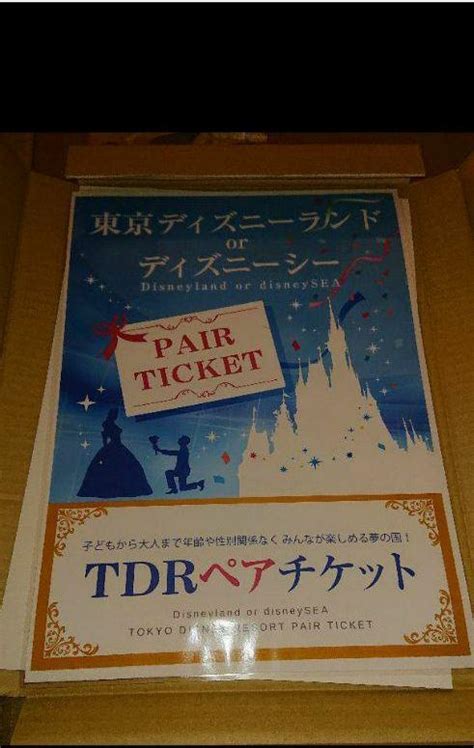 東京ディズニーランド
or
ディズニーシー
Disneyland or disneySEA
PAIR
TICKET
子どもから大人まで年齢や性別関係なく みんなが楽しめる夢の国！
TDRペアチケット
Disneyland or disneySEA
TOKYO DISNEY RESORT PAIR TICKET